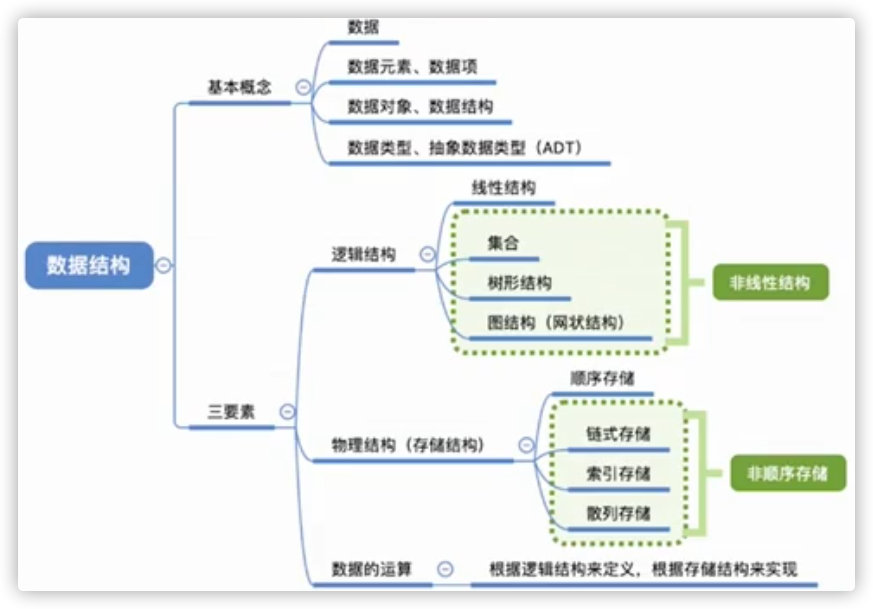 数据
数据元素、数据项
基本概念
数据对象、数据结构
数据类型、抽象数据类型（ADT）
数据结构
线性结构
逻辑结构
集合
树形结构
图结构（网状结构）
非线性结构
三要素
顺序存储
物理结构（存储结构）
链式存储
索引存储
散列存储
非顺序存储
数据的运算
根据逻辑结构来定义，根据存储结构来实现